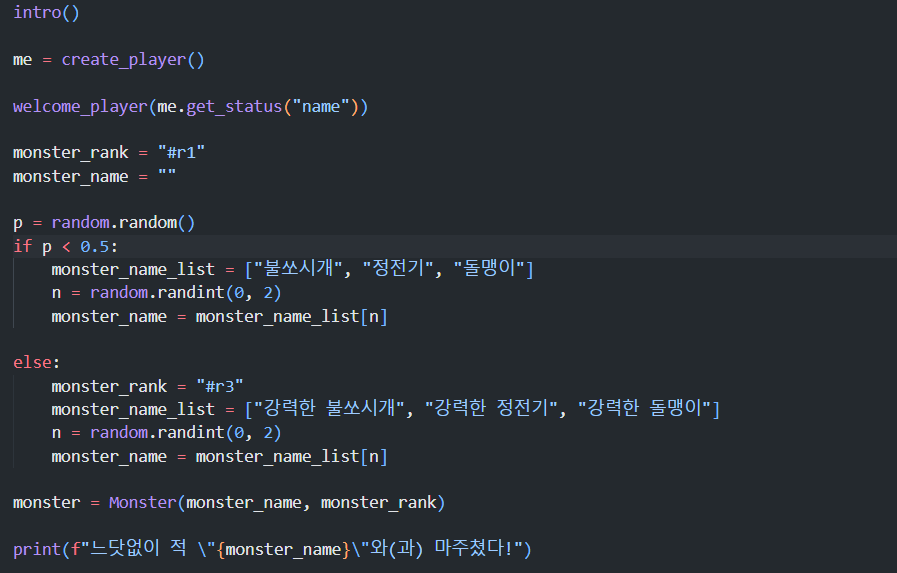 intro()
me = create_player()
welcome_player(me.get_status("name"))
monster_rank = "#r1"
monster_name = ""
p = random.random()
if p < 0.5:
monster_name_list = ["불쏘시개", "정전기", "돌맹이"]
n = random.randint(0, 2)
monster_name = monster_name_list[n]
else:
monster_rank = "#r3"
monster_name_list = ["강력한 불쏘시개", "강력한 정전기", "강력한 돌맹이"]
n = random.randint(0, 2)
monster_name = monster_name_list[n]
monster = Monster(monster_name, monster_rank)
print(f"느닷없이 적 \"{monster_name}\"와(과) 마주쳤다!")